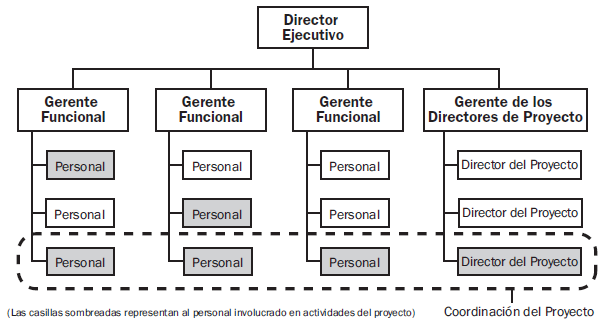 Director
Ejecutivo
Gerente
Funcional
Gerente
Funcional
Gerente
Funcional
Gerente de los
Directores de Proyecto
Personal
Personal
Personal
Director del Proyecto
Personal
Personal
Personal
Director del Proyecto
Personal
Personal
Personal
Director del Proyecto
(Las casillas sombreadas representan al personal involucrado en actividades del proyecto)
Coordinación del Proyecto